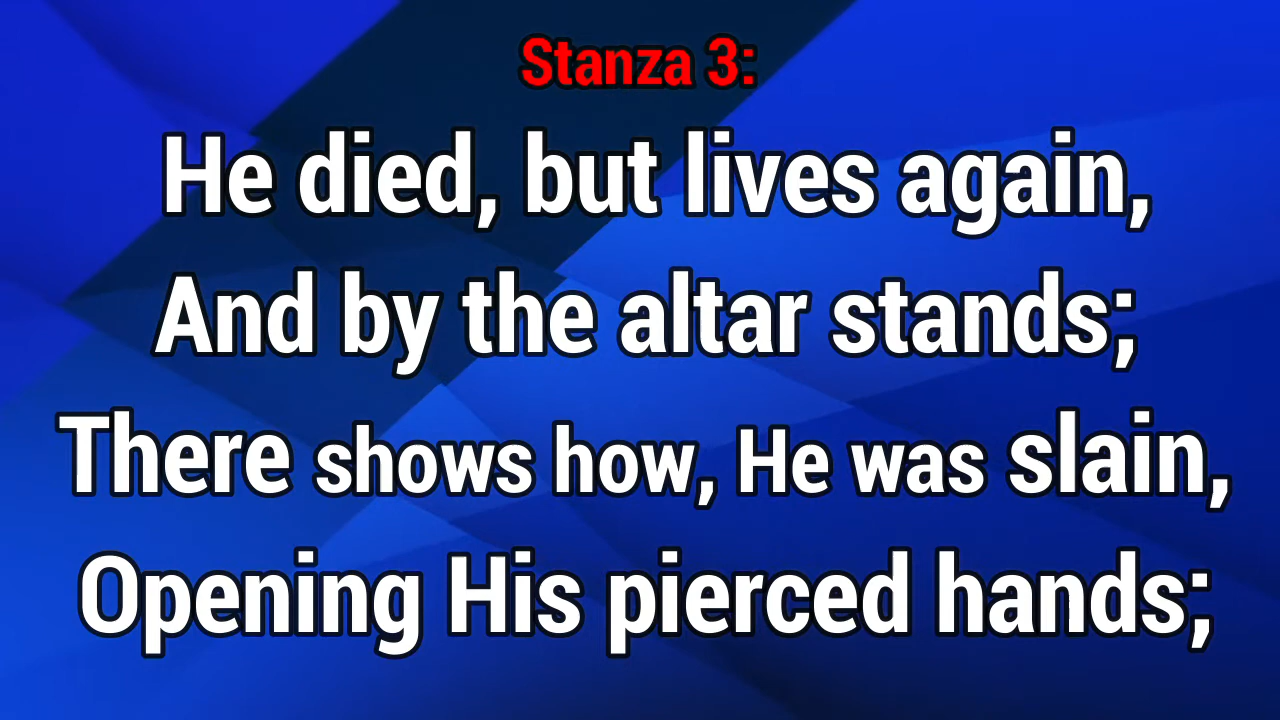 Stanza 3:
He died, but lives again,
And by the altar stands;
There shows how, He was slain,
Opening His pierced hands;